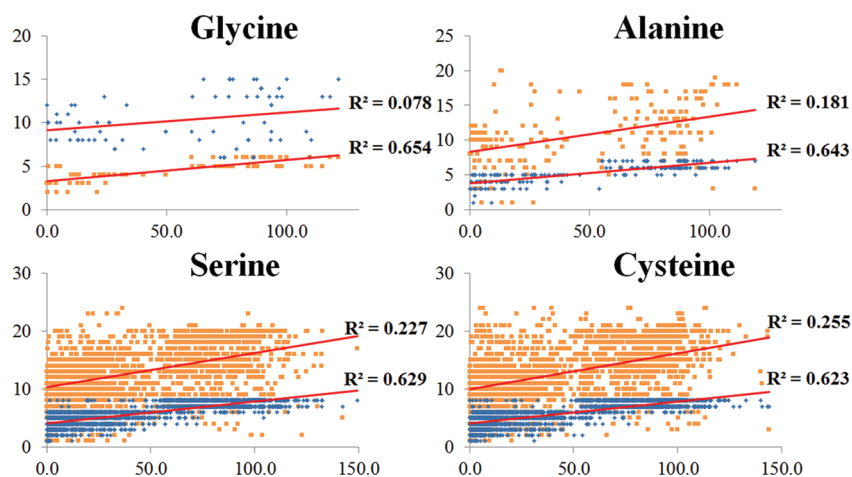 Glycine
20
15
10
5
0
0.0 50.0 100.0
R² = 0.078
R² = 0.654
Alanine
25
20
15
10
5
0
0.0 50.0 100.0
R² = 0.181
R² = 0.643
Serine
30
20
10
0
0.0 50.0 100.0 150.0
R² = 0.227
R² = 0.629
Cysteine
30
20
10
0
0.0 50.0 100.0 150.0
R² = 0.255
R² = 0.623